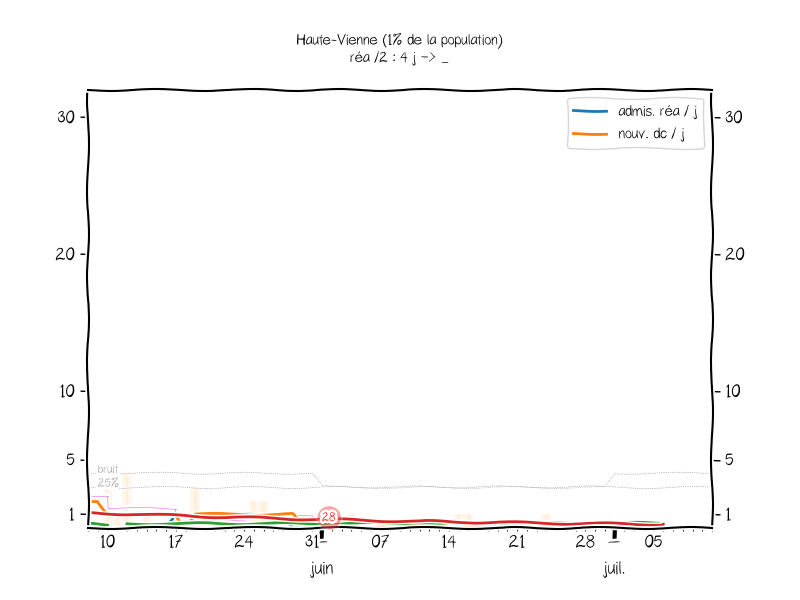 Haute-Vienne (1% de la population)
réa /2 : 4 j -> _
admis. réa / j
nouv. dc / j
30 30
20 20
10 10
5 5
bruit
25%
1 1
28
10 17 24 31 07 14 21 28 05
juin juil.